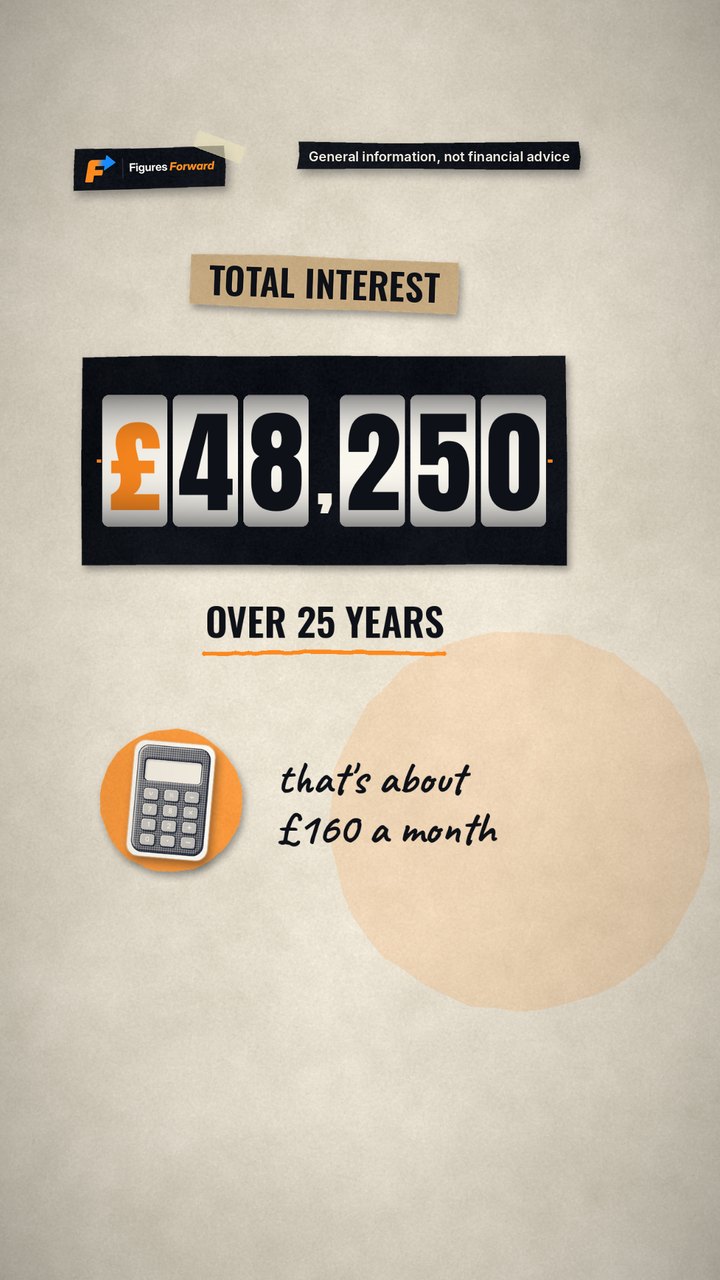 Figures Forward
General information, not financial advice
TOTAL INTEREST
£48,250
OVER 25 YEARS
that's about
£160 a month